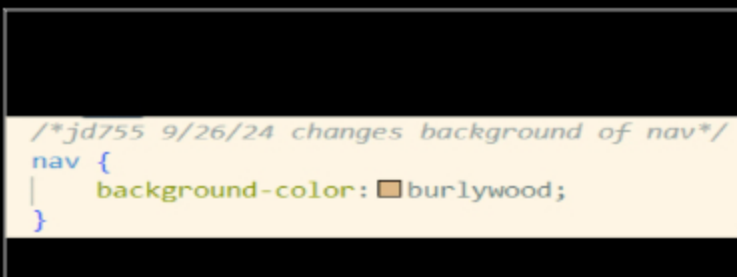 /*jd755 9/26/24 changes background of nav*/
nav {
background-color: burlywood;
}